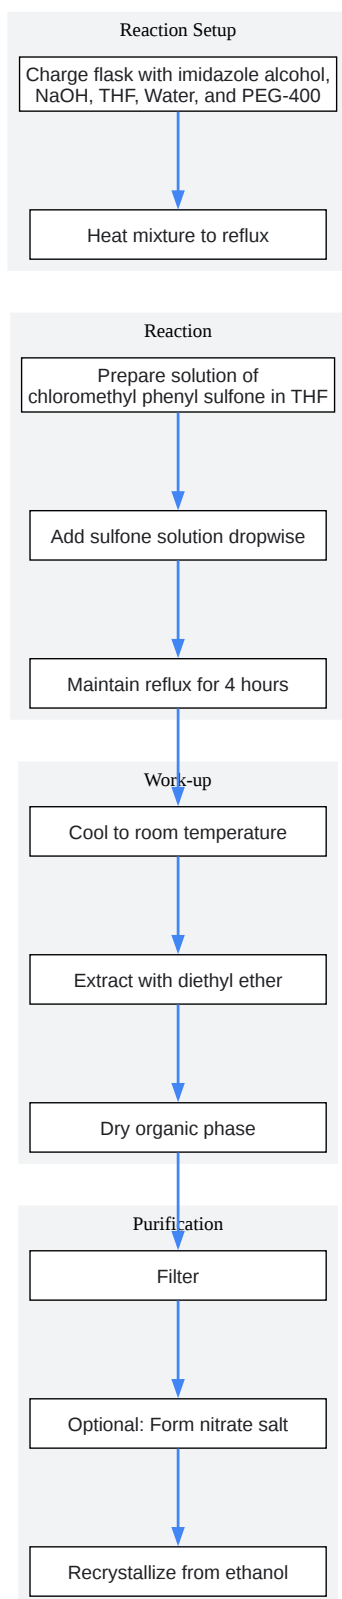 Reaction Setup
Charge flask with imidazole alcohol,
NaOH, THF, Water, and PEG-400
Heat mixture to reflux
Reaction
Prepare solution of
chloromethyl phenyl sulfone in THF
Add sulfone solution dropwise
Maintain reflux for 4 hours
Work-up
Cool to room temperature
Extract with diethyl ether
Dry organic phase
Purification
Filter
Optional: Form nitrate salt
Recrystallize from ethanol